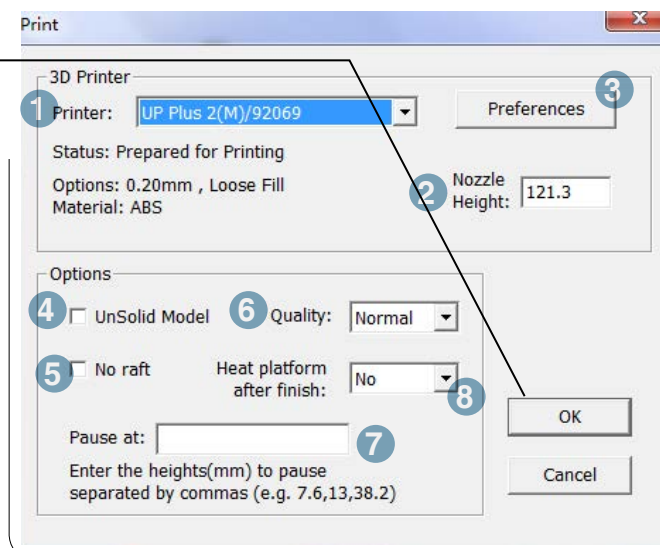 Print
3D Printer
1 Printer: UP Plus 2(M)/92069 Preferences 3
Status: Prepared for Printing
Options: 0.20mm , Loose Fill
Material: ABS
2 Nozzle Height: 121.3
Options
4 UnSolid Model 6 Quality: Normal
5 No raft
Heat platform
after finish: No 8
Pause at: 7
Enter the heights(mm) to pause
separated by commas (e.g. 7.6,13,38.2)
OK
Cancel